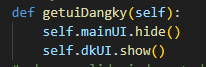 def getuiDangky(self):
    self.mainUI.hide()
    self.dkUI.show()